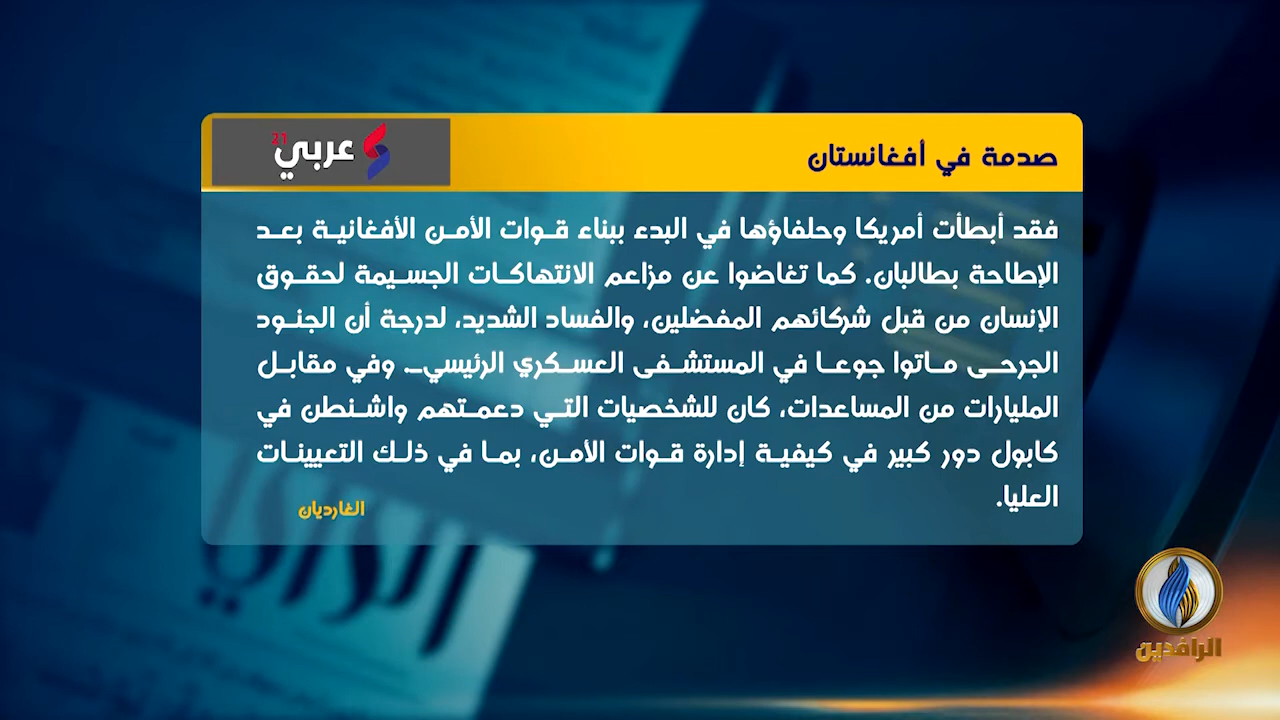 صدمة في أفغانستان
عربي 21
فقد أبطأت أمريكا وحلفاؤها في البدء ببناء قوات الأمن الأفغانية بعد
الإطاحة بطالبان. كما تغاضوا عن مزاعم الانتهاكات الجسيمة لحقوق
الإنسان من قبل شركائهم المفضلين، والفساد الشديد، لدرجة أن الجنود
الجرحى ماتوا جوعا في المستشفى العسكري الرئيسي. وفي مقابل
المليارات من المساعدات، كان للشخصيات التي دعمتهم واشنطن في
كابول دور كبير في كيفية إدارة قوات الأمن، بما في ذلك التعيينات
العليا.
الغارديان
الرافدين